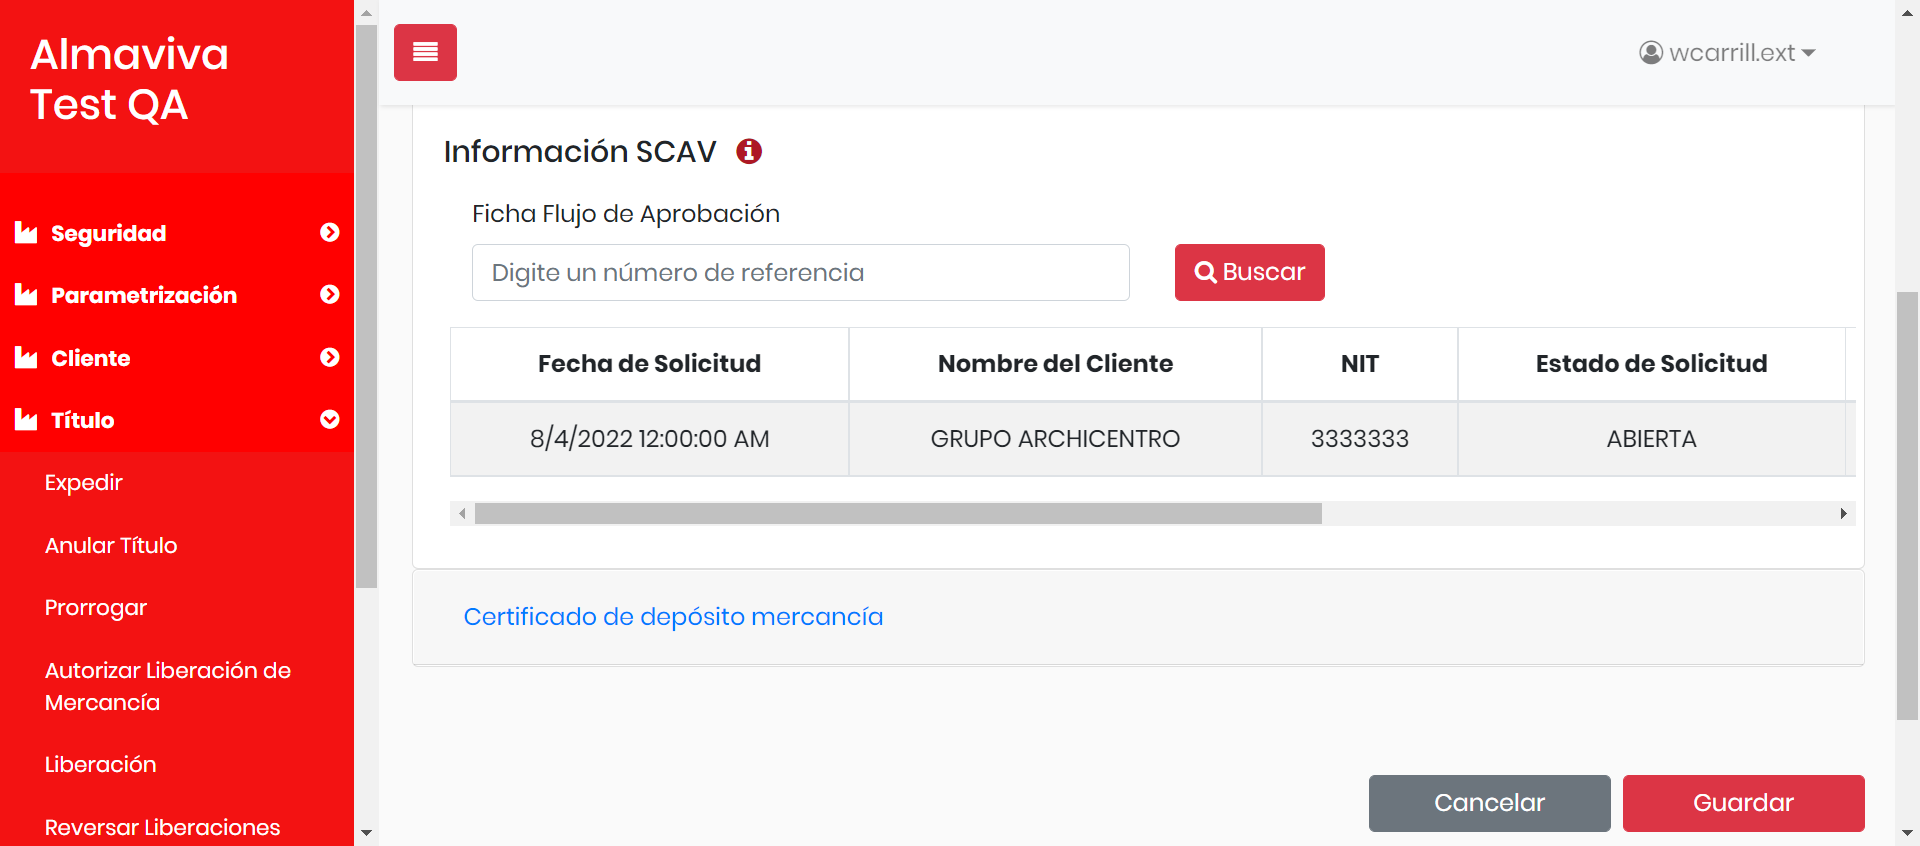 Almaviva
Test QA
wcarrill.ext
Seguridad
Parametrización
Cliente
Título
Expedir
Anular Título
Prorrogar
Autorizar Liberación de
Mercancía
Liberación
Reversar Liberaciones
Información SCAV
Ficha Flujo de Aprobación
Digite un número de referencia
Buscar
Fecha de Solicitud Nombre del Cliente NIT Estado de Solicitud
8/4/2022 12:00:00 AM GRUPO ARCHICENTRO 3333333 ABIERTA
Certificado de depósito mercancía
Cancelar Guardar